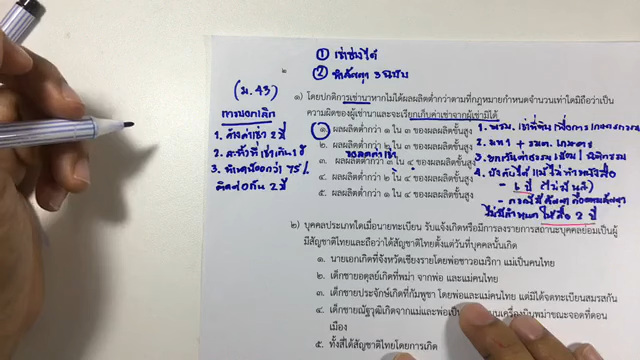 ① เช่าช่วงได้
② ทำสัญญา 3 ฉบับ
๒
(ม. 43)
การบอกเลิก
1. ค้างค่าเช่า 2 ปี
3. ทำนาน้อยกว่า 75%
ติดต่อกัน 2 ปี
๑) โดยปกติการเช่านาหากไม่ได้ผลผลิตต่ำกว่าตามที่กฎหมายกำหนดจำนวนเท่าใดมิถือว่าเป็น
ความผิดของผู้เช่านาและจะเรียกเก็บค่าเช่าจากผู้เช่ามิได้
๑. ผลผลิตต่ำกว่า ๑ ใน ๓ ของผลผลิตขั้นสูง
๒. ผลผลิตต่ำกว่า ๒ ใน ๓ ของผลผลิตขั้นสูง
ของลดค่าเช่า
๓. ผลผลิตต่ำกว่า ๓ ใน ๔ ของผลผลิตขั้นสูง
๔. ผลผลิตต่ำกว่า ๒ ใน ๔ ของผลผลิตขั้นสูง
๕. ผลผลิตต่ำกว่า ๑ ใน ๔ ของผลผลิตขั้นสูง
1. พรบ. เช่าที่ดินเพื่อการเกษตรกรรม
4. บังคับได้ แม้ไม่ทำหนังสือ
- 6 ปี (ไม่มีนส)
ให้ถือ 2 ปี
๒) บุคคลประเภทใดเมื่อนายทะเบียน รับแจ้งเกิดหรือมีการลงรายการสถานะบุคคลย่อมเป็นผู้
มีสัญชาติไทยและถือว่าได้สัญชาติไทยตั้งแต่วันที่บุคคลนั้นเกิด
๑. นายเอกเกิดที่จังหวัดเชียงรายโดยพ่อชาวอเมริกา แม่เป็นคนไทย
๒. เด็กชายอดุลย์เกิดที่พม่า จากพ่อ และแม่คนไทย
๓. เด็กชายประจักษ์เกิดที่กัมพูชา โดยพ่อและแม่คนไทย แต่มิได้จดทะเบียนสมรสกัน
๔. เด็กชายณัฐวุฒิเกิดจากแม่และพ่อเป็น บนเครื่องบินพม่าขณะจอดที่ดอน
เมือง
๕. ทั้งสี่ได้สัญชาติไทยโดยการเกิด